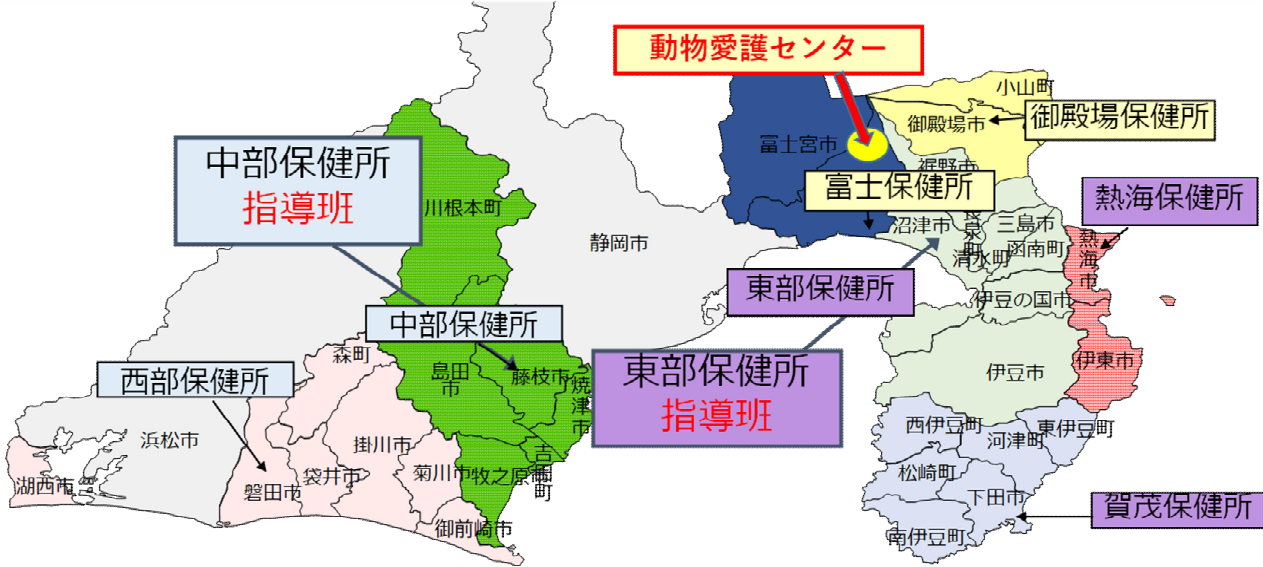 動物愛護センター
小山町
御殿場市
御殿場保健所
富士宮市
裾野市
中部保健所
指導班
富士保健所
熱海保健所
川根本町
沼津市
長泉町
三島市
静岡市
清水町
函南町
熱海市
東部保健所
伊豆の国市
中部保健所
森町
島田市
藤枝市
焼津市
東部保健所
指導班
伊東市
西部保健所
伊豆市
浜松市
掛川市
西伊豆町
河津町
東伊豆町
湖西市
磐田市
袋井市
菊川市
牧之原市
吉田町
松崎町
下田市
賀茂保健所
御前崎市
南伊豆町